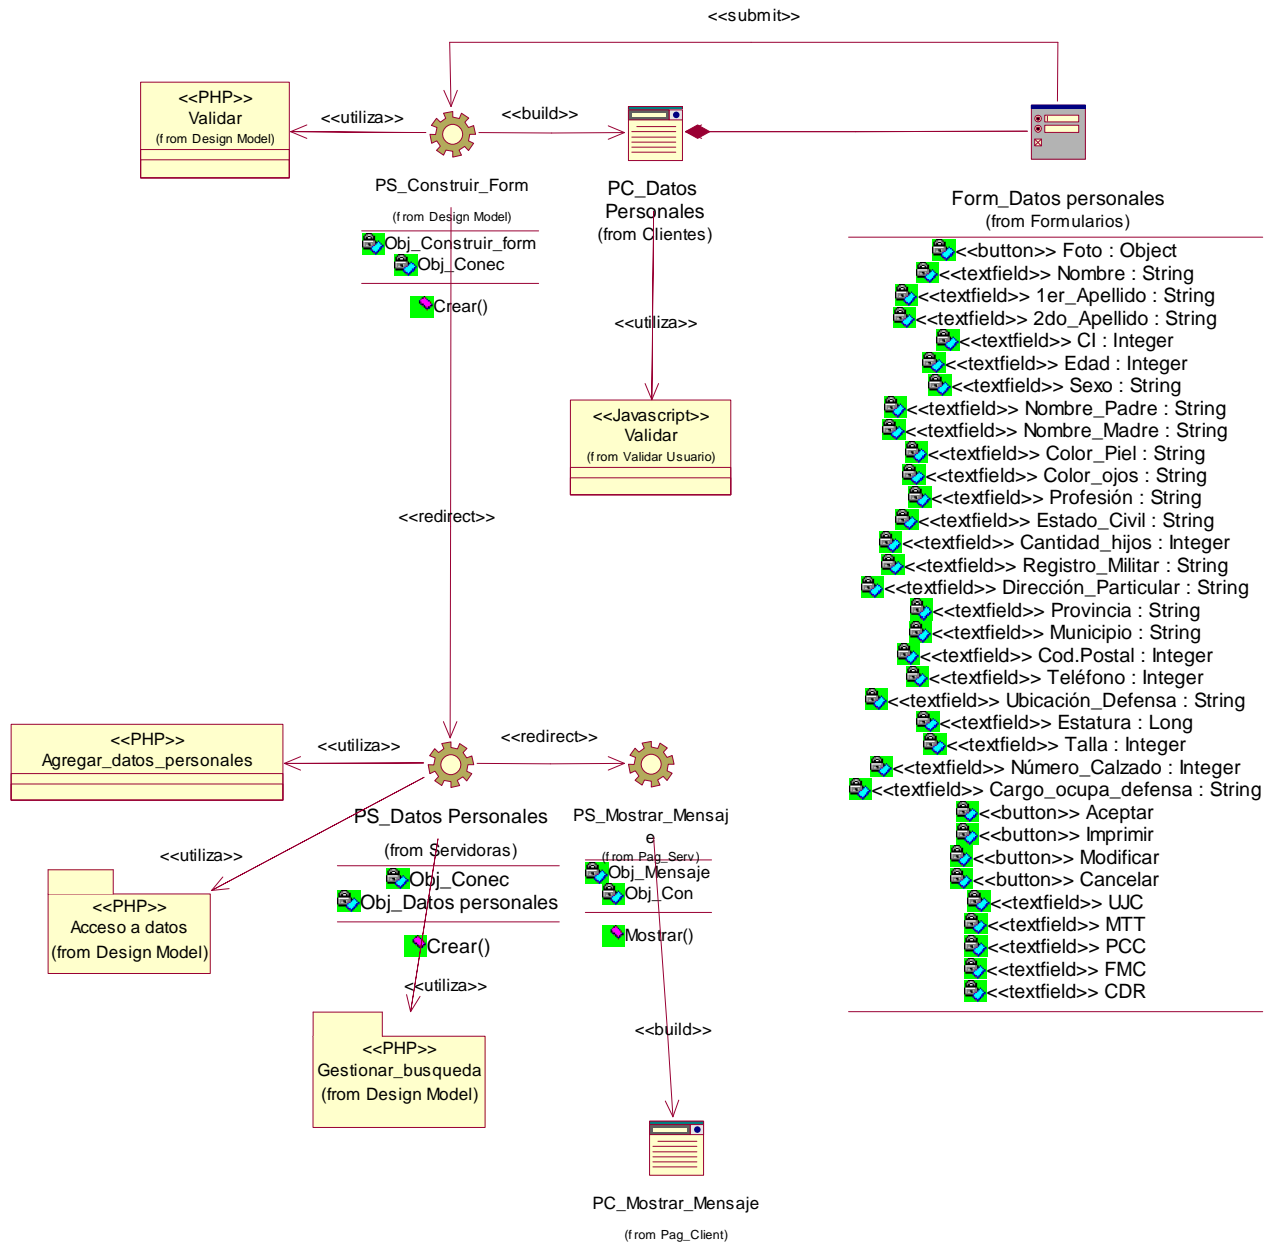 <<submit>>
<<PHP>>
Validar
(from Design Model)
<<utiliza>>
<<build>>
PS_Construir_Form
(from Design Model)
Obj_Construir_form
Obj_Conec
Crear()
PC_Datos
Personales
(from Clientes)
<<utiliza>>
<<Javascript>>
Validar
(from Validar Usuario)
Form_Datos personales
(from Formularios)
<<button>> Foto : Object
<<textfield>> Nombre : String
<<textfield>> 1er_Apellido : String
<<textfield>> 2do_Apellido : String
<<textfield>> CI : Integer
<<textfield>> Edad : Integer
<<textfield>> Sexo : String
<<textfield>> Nombre_Padre : String
<<textfield>> Nombre_Madre : String
<<textfield>> Color_Piel : String
<<textfield>> Color_ojos : String
<<textfield>> Profesión : String
<<textfield>> Estado_Civil : String
<<textfield>> Cantidad_hijos : Integer
<<textfield>> Registro_Militar : String
<<textfield>> Dirección_Particular : String
<<textfield>> Provincia : String
<<textfield>> Municipio : String
<<textfield>> Cod.Postal : Integer
<<textfield>> Teléfono : Integer
<<textfield>> Ubicación_Defensa : String
<<textfield>> Estatura : Long
<<textfield>> Talla : Integer
<<textfield>> Número_Calzado : Integer
<<textfield>> Cargo_ocupa_defensa : String
<<button>> Aceptar
<<button>> Imprimir
<<button>> Modificar
<<button>> Cancelar
<<textfield>> UJC
<<textfield>> MTT
<<textfield>> PCC
<<textfield>> FMC
<<textfield>> CDR
<<redirect>>
<<PHP>>
Agregar_datos_personales
<<utiliza>>
<<redirect>>
PS_Datos Personales
(from Servidoras)
Obj_Conec
Obj_Datos personales
Crear()
PS_Mostrar_Mensaj
e
(from Pag_Serv)
Obj_Mensaje
Obj_Con
Mostrar()
<<utiliza>>
<<PHP>>
Acceso a datos
(from Design Model)
<<utiliza>>
<<PHP>>
Gestionar_busqueda
(from Design Model)
<<build>>
PC_Mostrar_Mensaje
(from Pag_Client)